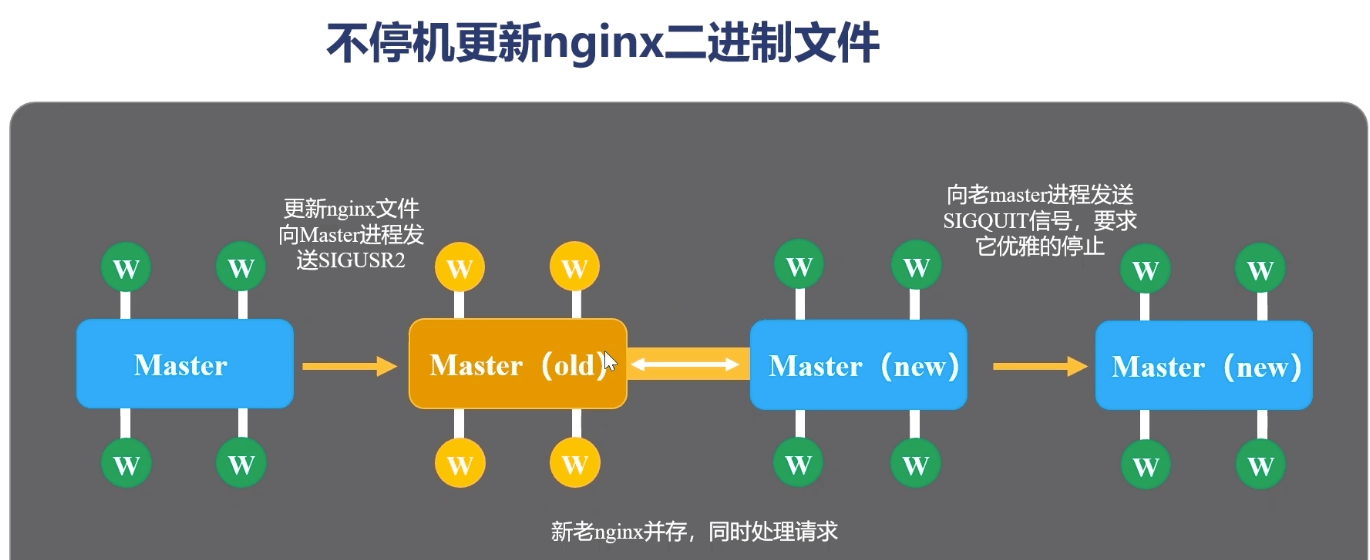 不停机更新nginx二进制文件
更新nginx文件
向Master进程发
送SIGUSR2
向老master进程发送
SIGQUIT信号，要求
它优雅的停止
W W W W W W W W
Master Master（old） Master（new） Master（new）
W W W W W W W W
新老nginx并存，同时处理请求